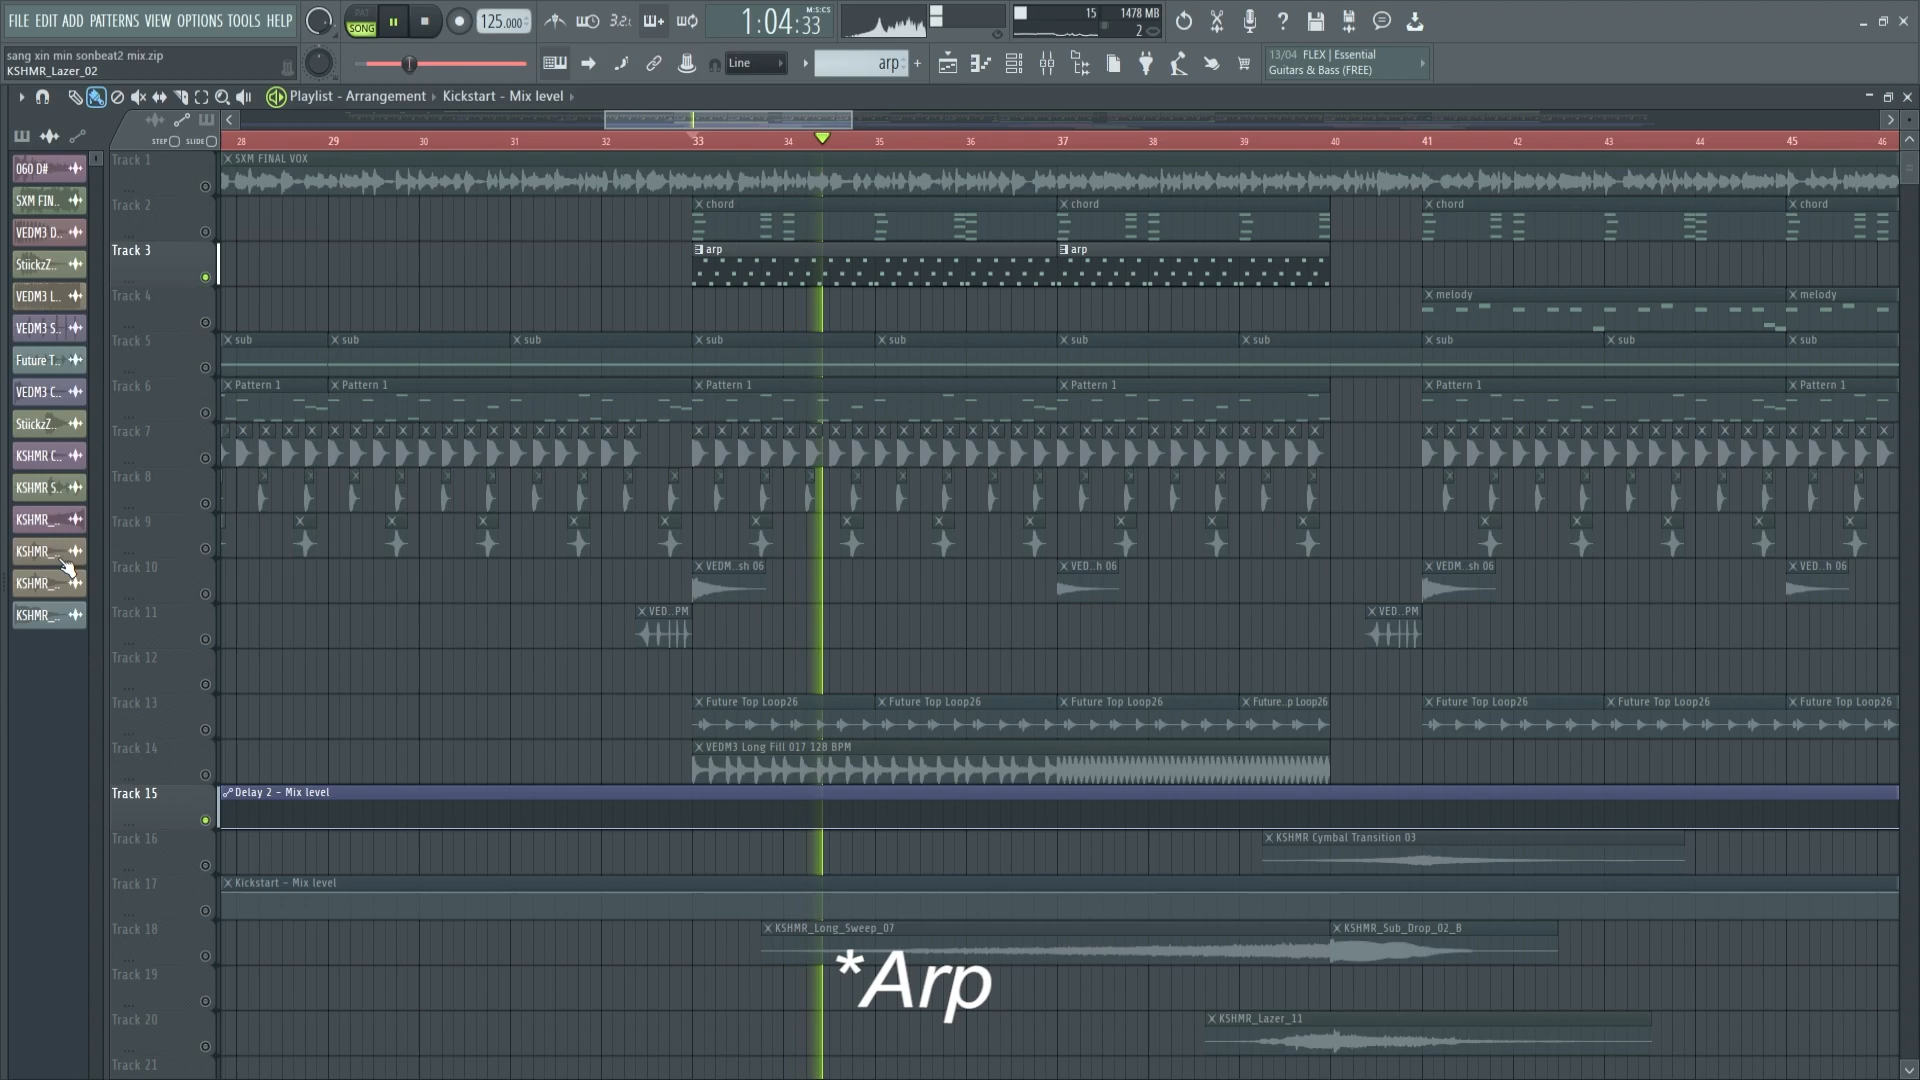 FILE EDIT ADD PATTERNS VIEW OPTIONS TOOLS HELP
PAT
SONG
125.000
3.2.
1:04:33
M:S:CS
15
1478 MB
2
sang xin min sonbeat2 mix.zip
KSHMR_Lazer_02
Line
arp
13/04 FLEX | Essential
Guitars & Bass (FREE)
Playlist - Arrangement
Kickstart - Mix level
STEP SLIDE
28 29 30 31 32 33 34 35 36 37 38 39 40 41 42 43 44 45 46
060 D#
SXM FIN..
VEDM3 D..
StiickzZ..
VEDM3 L..
VEDM3 S..
Future T..
VEDM3 C..
StiickzZ..
KSHMR C..
KSHMR S..
KSHMR_..
KSHMR_..
KSHMR_..
KSHMR_..
Track 1
SXM FINAL VOX
Track 2
chord chord chord chord
Track 3
arp arp
Track 4
melody melody
Track 5
sub sub sub sub sub sub sub sub sub sub
Track 6
Pattern 1 Pattern 1 Pattern 1 Pattern 1 Pattern 1 Pattern 1
Track 7
Track 8
Track 9
Track 10
VEDM..sh 06 VED..h 06 VEDM..sh 06 VED..h 06
Track 11
VED..PM VED..PM
Track 12
Track 13
Future Top Loop26 Future Top Loop26 Future Top Loop26 Future..p Loop26 Future Top Loop26 Future Top Loop26 Future Top Loop26
Track 14
VEDM3 Long Fill 017 128 BPM
Track 15
Delay 2 - Mix level
Track 16
KSHMR Cymbal Transition 03
Track 17
Kickstart - Mix level
Track 18
KSHMR_Long_Sweep_07 KSHMR_Sub_Drop_02_B
Track 19
*Arp
Track 20
KSHMR_Lazer_11
Track 21